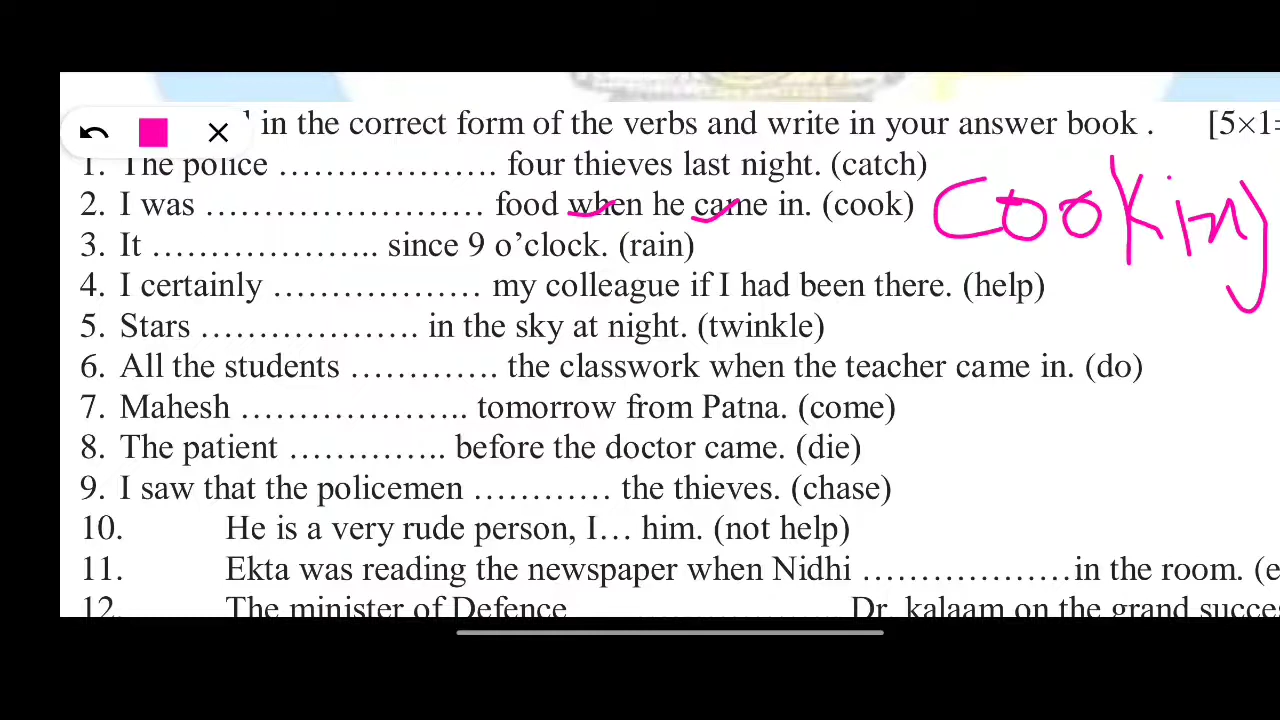 in the correct form of the verbs and write in your answer book . [5×1=
1. The police ………………. four thieves last night. (catch)
2. I was ……………………. food when he came in. (cook) cooking
3. It ……………….. since 9 o’clock. (rain)
4. I certainly ………………. my colleague if I had been there. (help)
5. Stars ………………. in the sky at night. (twinkle)
6. All the students …………. the classwork when the teacher came in. (do)
7. Mahesh ……………….. tomorrow from Patna. (come)
8. The patient ………….. before the doctor came. (die)
9. I saw that the policemen ………… the thieves. (chase)
10. He is a very rude person, I… him. (not help)
11. Ekta was reading the newspaper when Nidhi ……………….in the room. (e
12. The minister of Defence Dr. kalaam on the grand succes